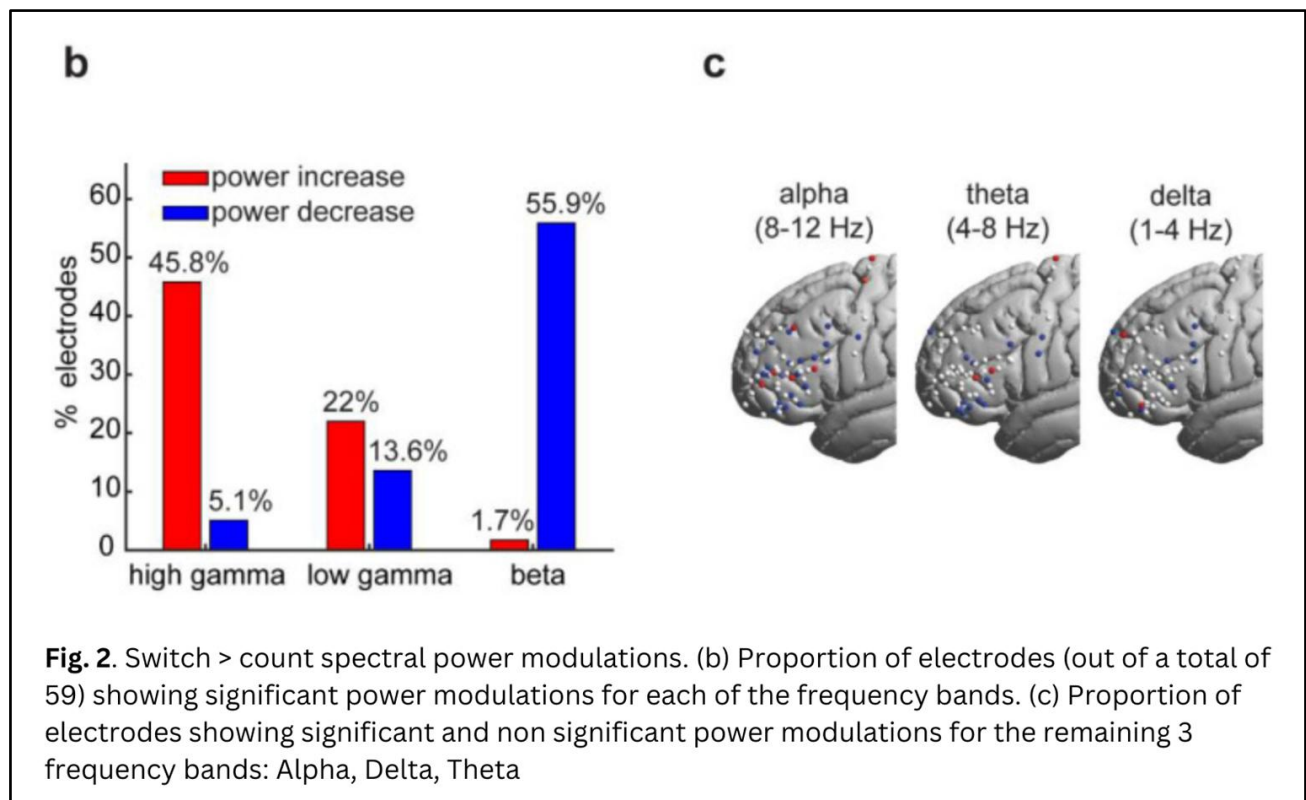 b
c
power increase
power decrease
% electrodes
60
50
40
30
20
10
0
45.8%
5.1%
22%
13.6%
1.7%
55.9%
high gamma
low gamma
beta
alpha
(8-12 Hz)
theta
(4-8 Hz)
delta
(1-4 Hz)
Fig. 2. Switch > count spectral power modulations. (b) Proportion of electrodes (out of a total of
59) showing significant power modulations for each of the frequency bands. (c) Proportion of
electrodes showing significant and non significant power modulations for the remaining 3
frequency bands: Alpha, Delta, Theta